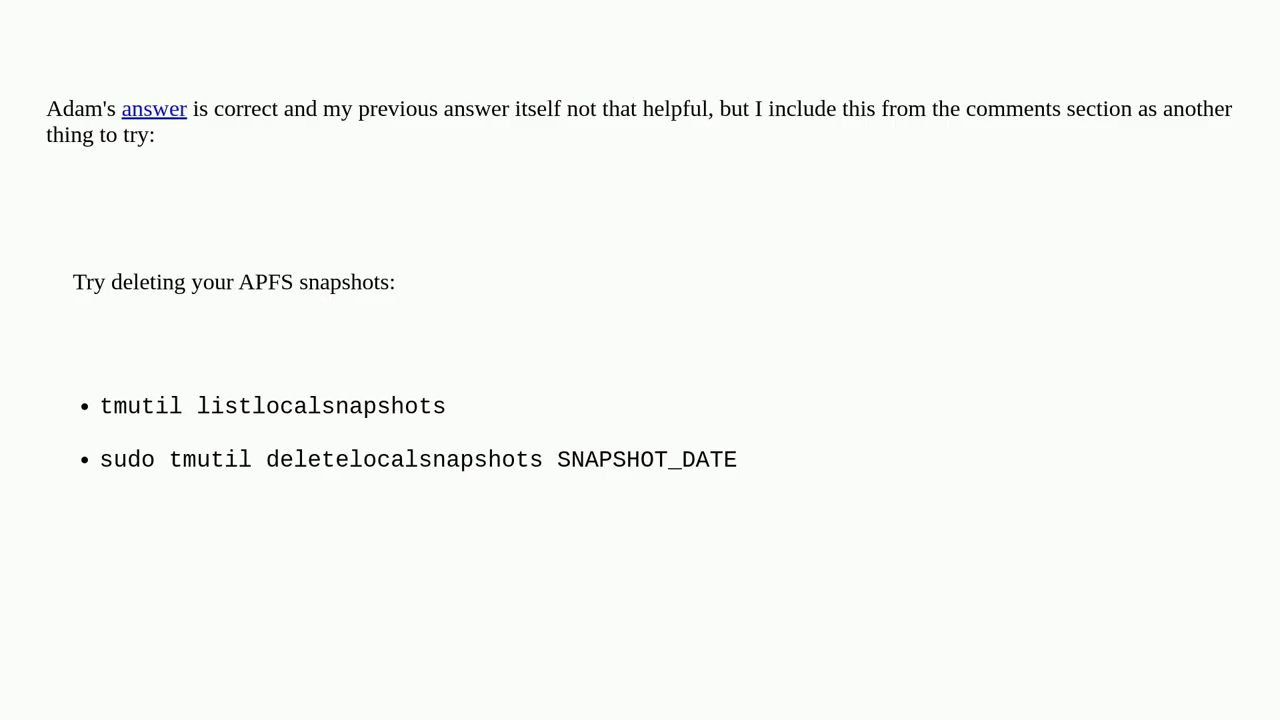 Adam's answer is correct and my previous answer itself not that helpful, but I include this from the comments section as another
thing to try:
Try deleting your APFS snapshots:
• tmutil listlocalsnapshots
• sudo tmutil deletelocalsnapshots SNAPSHOT_DATE